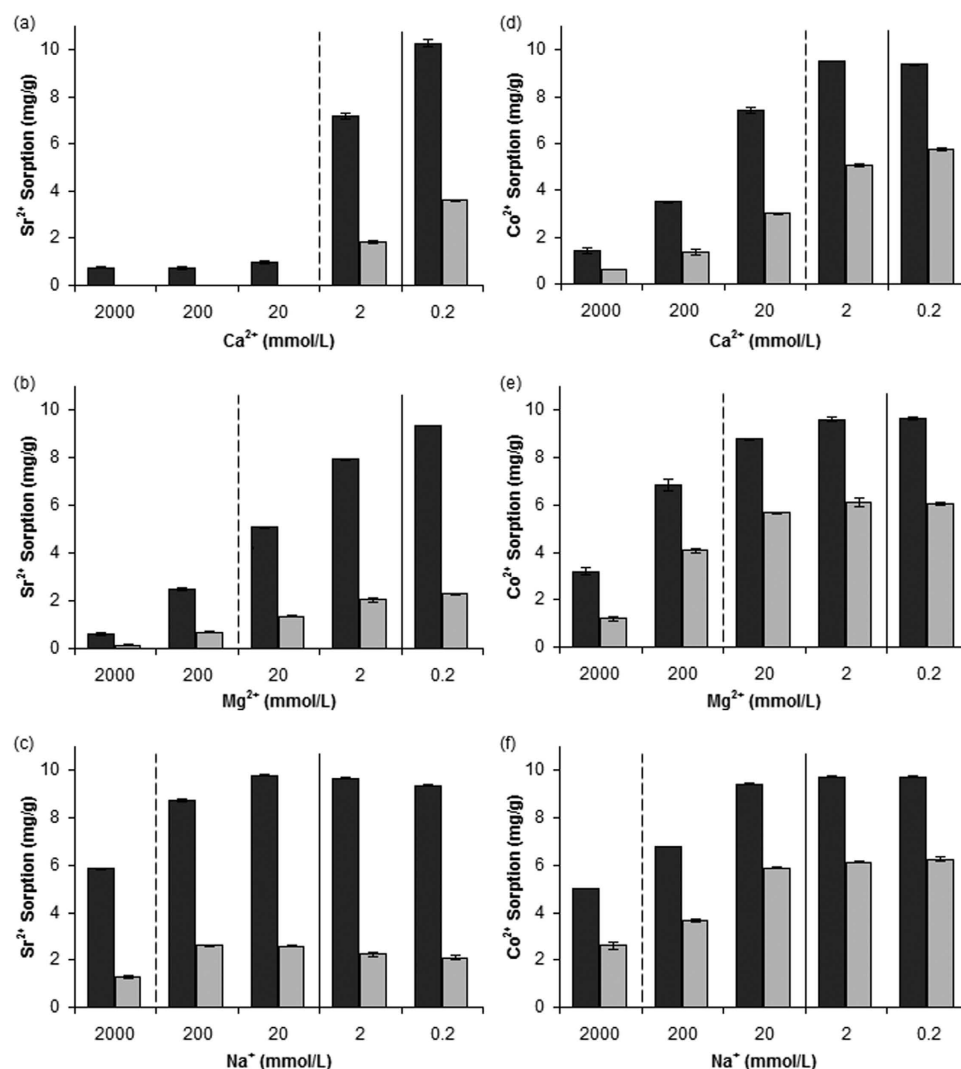 (a)
Sr²⁺ Sorption (mg/g)
10
8
6
4
2
0
2000 200 20 2 0.2
Ca²⁺ (mmol/L)
(d)
Co²⁺ Sorption (mg/g)
10
8
6
4
2
0
2000 200 20 2 0.2
Ca²⁺ (mmol/L)
(b)
Sr²⁺ Sorption (mg/g)
10
8
6
4
2
0
2000 200 20 2 0.2
Mg²⁺ (mmol/L)
(e)
Co²⁺ Sorption (mg/g)
10
8
6
4
2
0
2000 200 20 2 0.2
Mg²⁺ (mmol/L)
(c)
Sr²⁺ Sorption (mg/g)
10
8
6
4
2
0
2000 200 20 2 0.2
Na⁺ (mmol/L)
(f)
Co²⁺ Sorption (mg/g)
10
8
6
4
2
0
2000 200 20 2 0.2
Na⁺ (mmol/L)